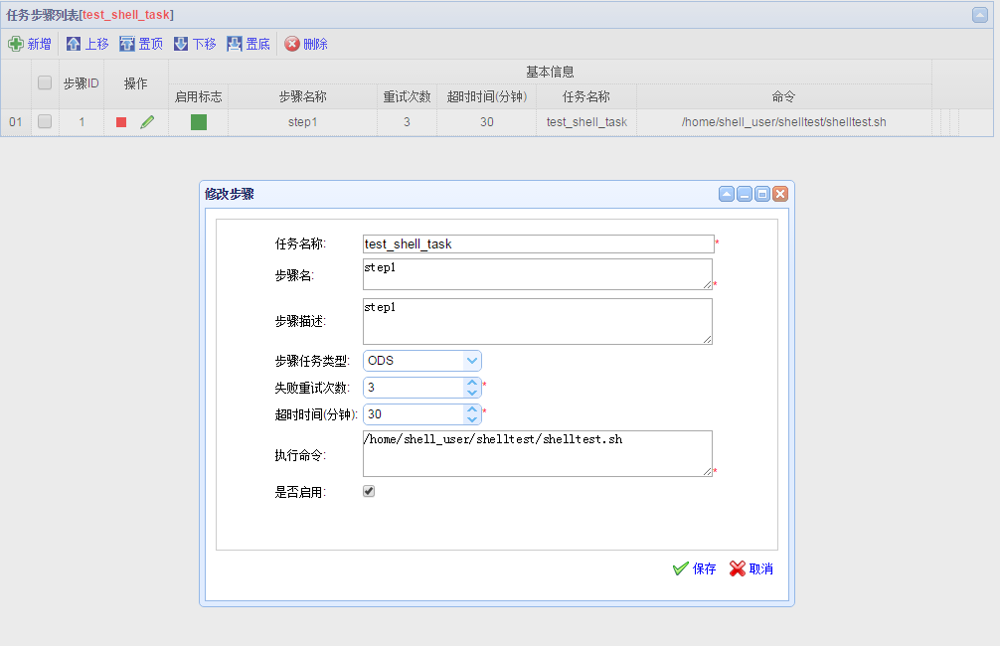 任务步骤列表[test_shell_task]
新增 上移 置顶 下移 置底 删除
步骤ID 操作 基本信息
启用标志 步骤名称 重试次数 超时时间(分钟) 任务名称 命令
01 1 step1 3 30 test_shell_task /home/shell_user/shelltest/shelltest.sh
修改步骤
任务名称: test_shell_task *
步骤名: step1 *
步骤描述: step1
步骤任务类型: ODS
失败重试次数: 3 *
超时时间(分钟): 30 *
执行命令: /home/shell_user/shelltest/shelltest.sh *
是否启用:
保存 取消